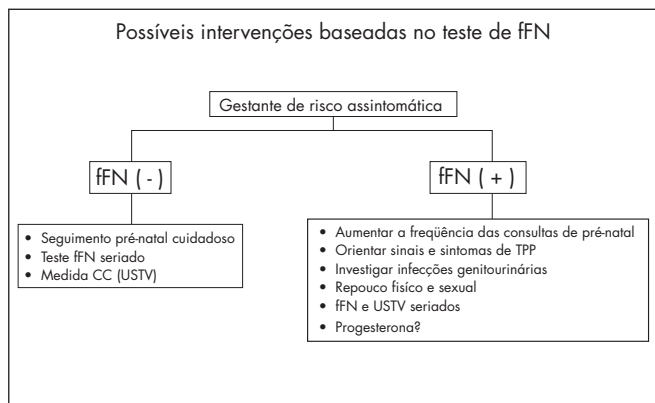 Possíveis intervenções baseadas no teste de fFN
Gestante de risco assintomática
fFN ( - )
• Seguimento pré-natal cuidadoso
• Teste fFN seriado
• Medida CC (USTV)
fFN ( + )
• Aumentar a freqüência das consultas de pré-natal
• Orientar sinais e sintomas de TPP
• Investigar infecções genitourinárias
• Repouco fisíco e sexual
• fFN e USTV seriados
• Progesterona?